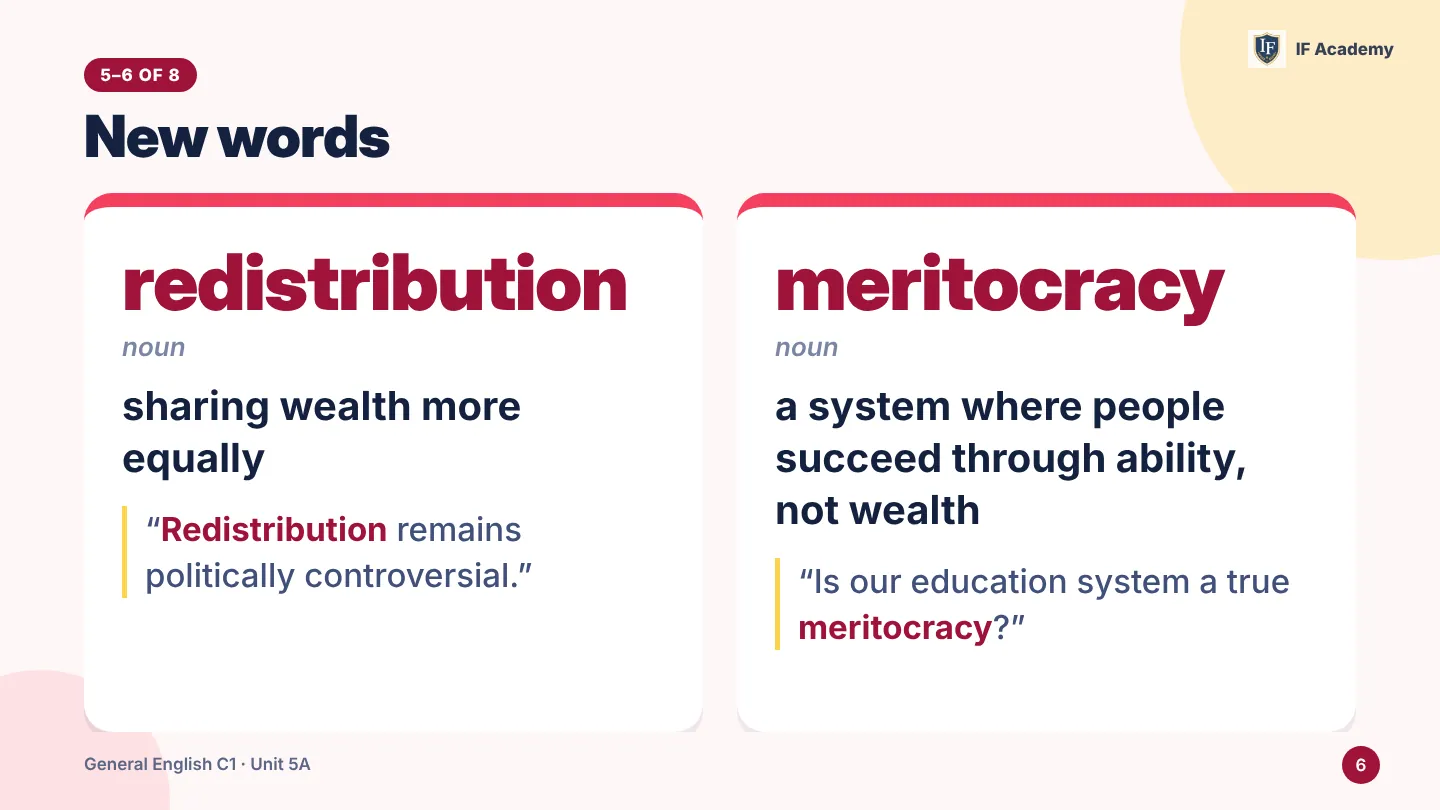 IF
IF Academy
5–6 OF 8
New words
redistribution
noun
sharing wealth more
equally
“Redistribution remains
politically controversial.”
meritocracy
noun
a system where people
succeed through ability,
not wealth
“Is our education system a true
meritocracy?”
General English C1 · Unit 5A
6